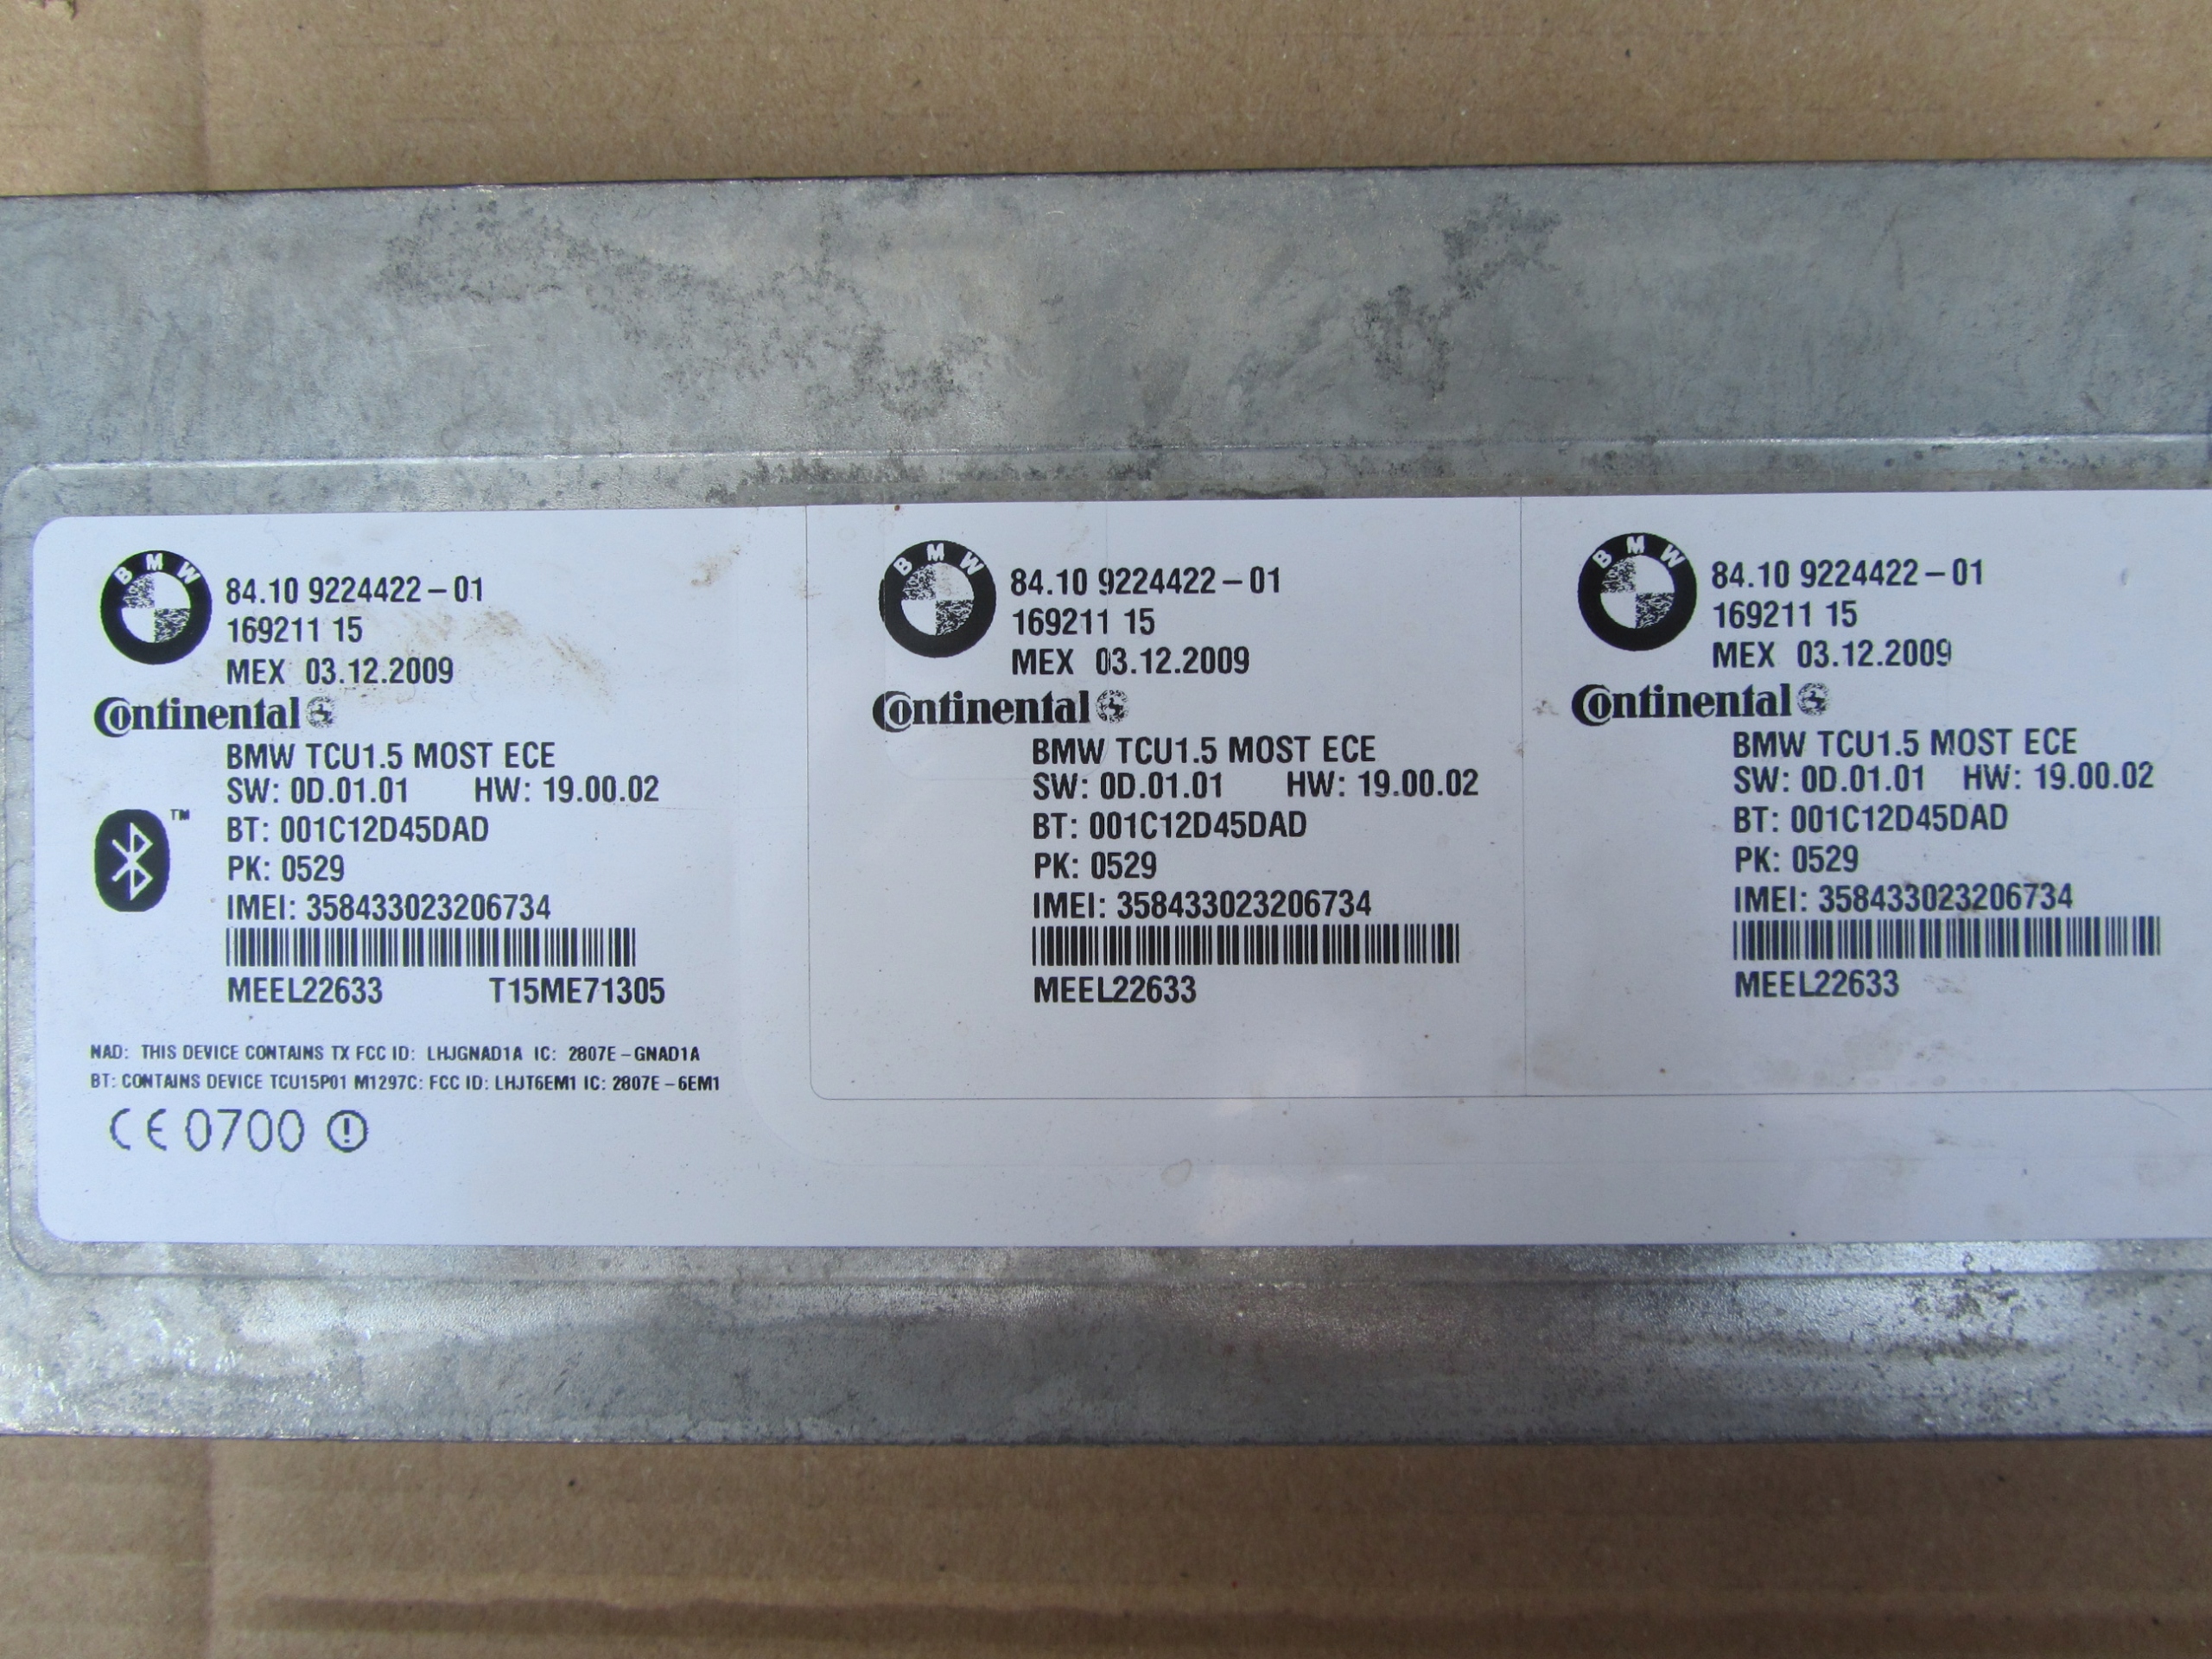 BMW
84.10 9224422-01
169211 15
MEX 03.12.2009
Continental
BMW TCU1.5 MOST ECE
SW: 0D.01.01 HW: 19.00.02
TM
BT: 001C12D45DAD
PK: 0529
IMEI: 358433023206734
MEEL22633 T15ME71305
NAD: THIS DEVICE CONTAINS TX FCC ID: LHJGNAD1A IC: 2807E-GNAD1A
BT: CONTAINS DEVICE TCU15P01 M1297C: FCC ID: LHJT6EM1 IC: 2807E-6EM1
CE 0700
BMW
84.10 9224422-01
169211 15
MEX 03.12.2009
Continental
BMW TCU1.5 MOST ECE
SW: 0D.01.01 HW: 19.00.02
BT: 001C12D45DAD
PK: 0529
IMEI: 358433023206734
MEEL22633
BMW
84.10 9224422-01
169211 15
MEX 03.12.2009
Continental
BMW TCU1.5 MOST ECE
SW: 0D.01.01 HW: 19.00.02
BT: 001C12D45DAD
PK: 0529
IMEI: 358433023206734
MEEL22633